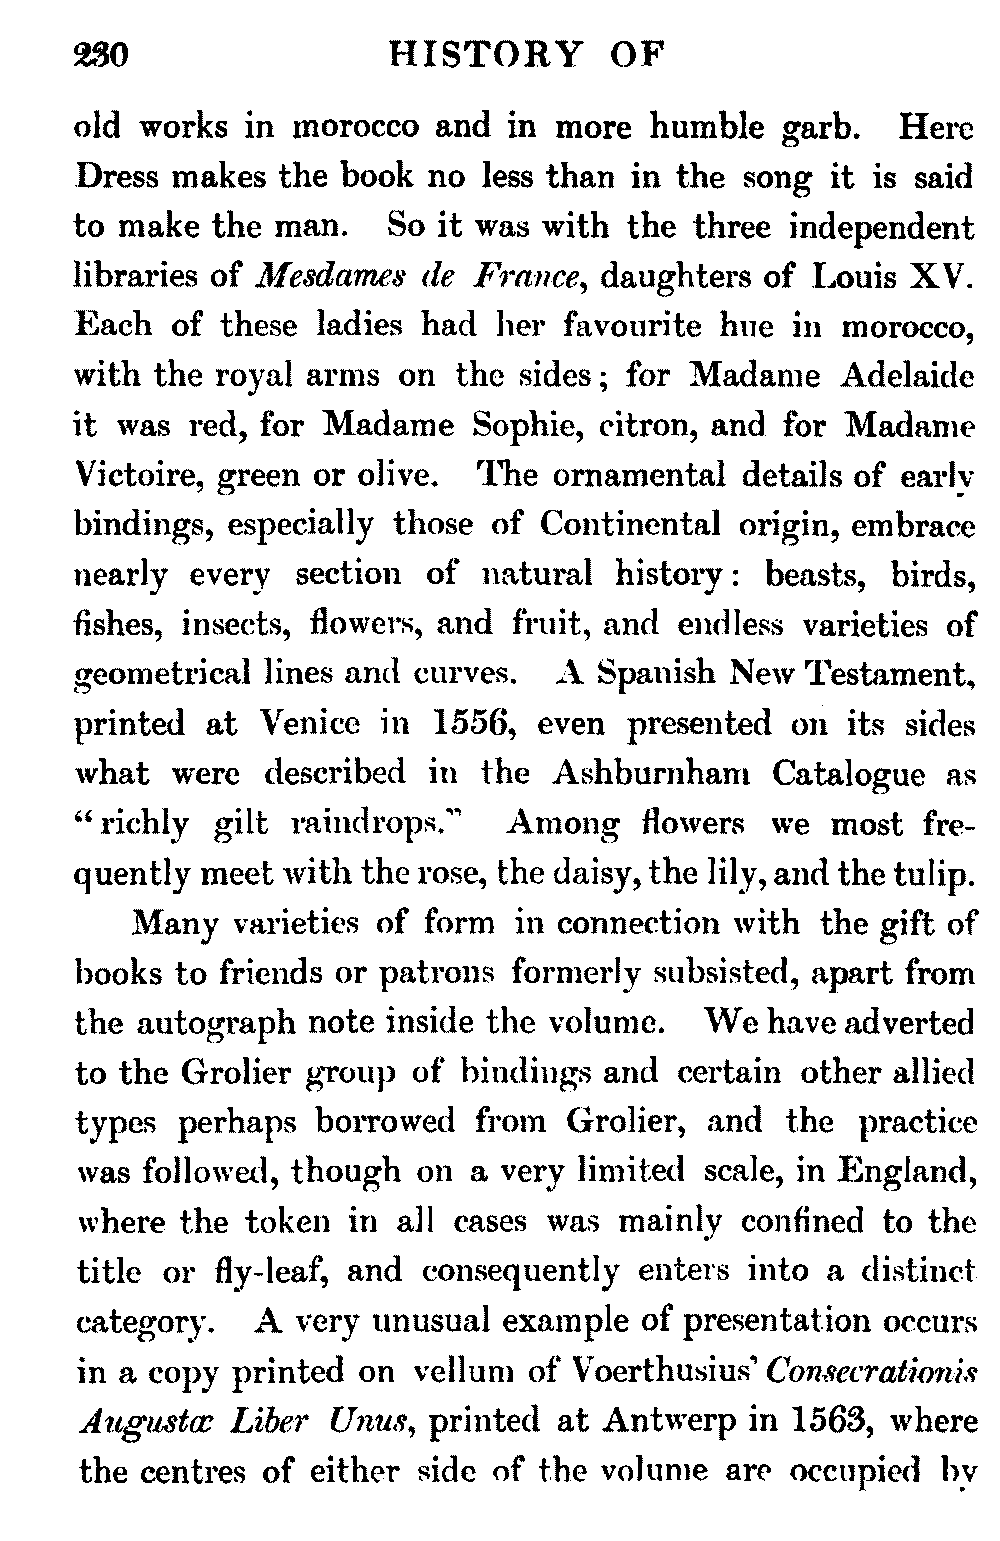 230 HISTORY OF
old works in morocco and in more humble garb. Here
Dress makes the book no less than in the song it is said
to make the man. So it was with the three independent
libraries of Mesdames de France, daughters of Louis XV.
Each of these ladies had her favourite hue in morocco,
with the royal arms on the sides; for Madame Adelaide
it was red, for Madame Sophie, citron, and for Madame
Victoire, green or olive. The ornamental details of early
bindings, especially those of Continental origin, embrace
nearly every section of natural history: beasts, birds,
fishes, insects, flowers, and fruit, and endless varieties of
geometrical lines and curves. A Spanish New Testament,
printed at Venice in 1556, even presented on its sides
what were described in the Ashburnham Catalogue as
“richly gilt raindrops.” Among flowers we most fre-
quently meet with the rose, the daisy, the lily, and the tulip.
Many varieties of form in connection with the gift of
books to friends or patrons formerly subsisted, apart from
the autograph note inside the volume. We have adverted
to the Grolier group of bindings and certain other allied
types perhaps borrowed from Grolier, and the practice
was followed, though on a very limited scale, in England,
where the token in all cases was mainly confined to the
title or fly-leaf, and consequently enters into a distinct
category. A very unusual example of presentation occurs
in a copy printed on vellum of Voerthusius’ Consecrationis
Augustæ Liber Unus, printed at Antwerp in 1563, where
the centres of either side of the volume are occupied by